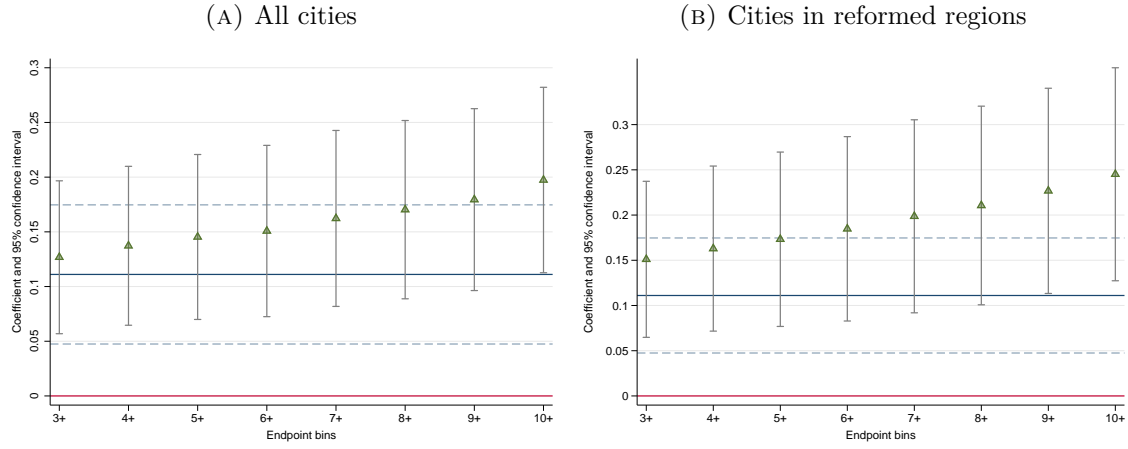 (A) All cities
(B) Cities in reformed regions
Coefficient and 95% confidence interval
0.3
0.25
0.2
0.15
0.1
0.05
0
3+ 4+ 5+ 6+ 7+ 8+ 9+ 10+
Endpoint bins
Coefficient and 95% confidence interval
0.3
0.25
0.2
0.15
0.1
0.05
0
3+ 4+ 5+ 6+ 7+ 8+ 9+ 10+
Endpoint bins